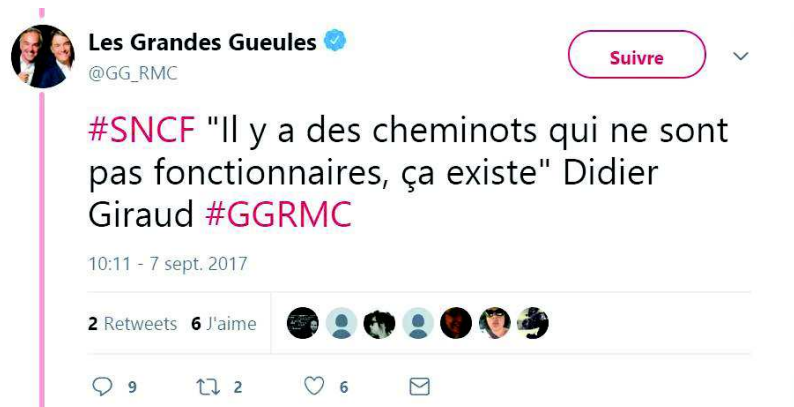 Les Grandes Gueules
@GG_RMC
Suivre
#SNCF "Il y a des cheminots qui ne sont
pas fonctionnaires, ça existe" Didier
Giraud #GGRMC
10:11 - 7 sept. 2017
2 Retweets 6 J'aime
9 2 6